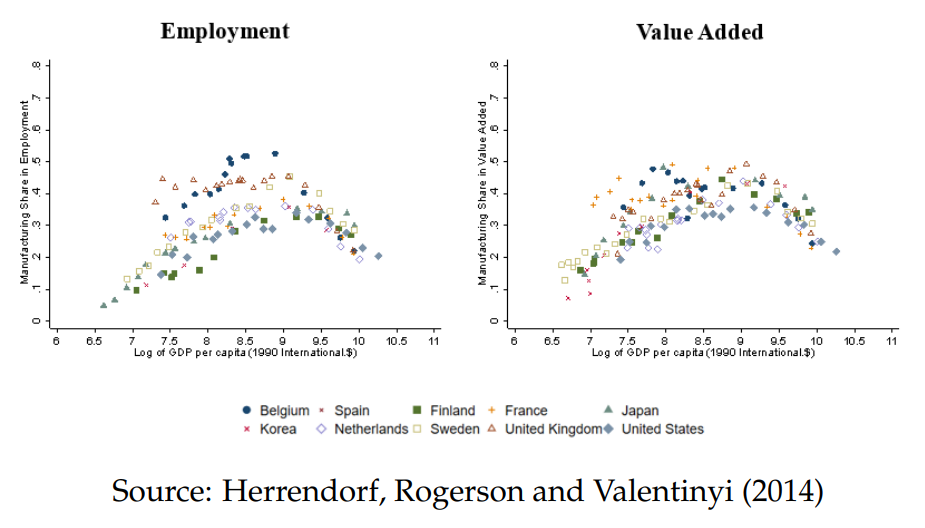 Employment
Value Added
Manufacturing Share in Employment
.8
.7
.6
.5
.4
.3
.2
.1
0
6 6.5 7 7.5 8 8.5 9 9.5 10 10.5 11
Log of GDP per capita (1990 International $)
Manufacturing Share in Value Added
.8
.7
.6
.5
.4
.3
.2
.1
0
6 6.5 7 7.5 8 8.5 9 9.5 10 10.5 11
Log of GDP per capita (1990 International $)
Belgium Spain Finland France Japan
Korea Netherlands Sweden United Kingdom United States
Source: Herrendorf, Rogerson and Valentinyi (2014)